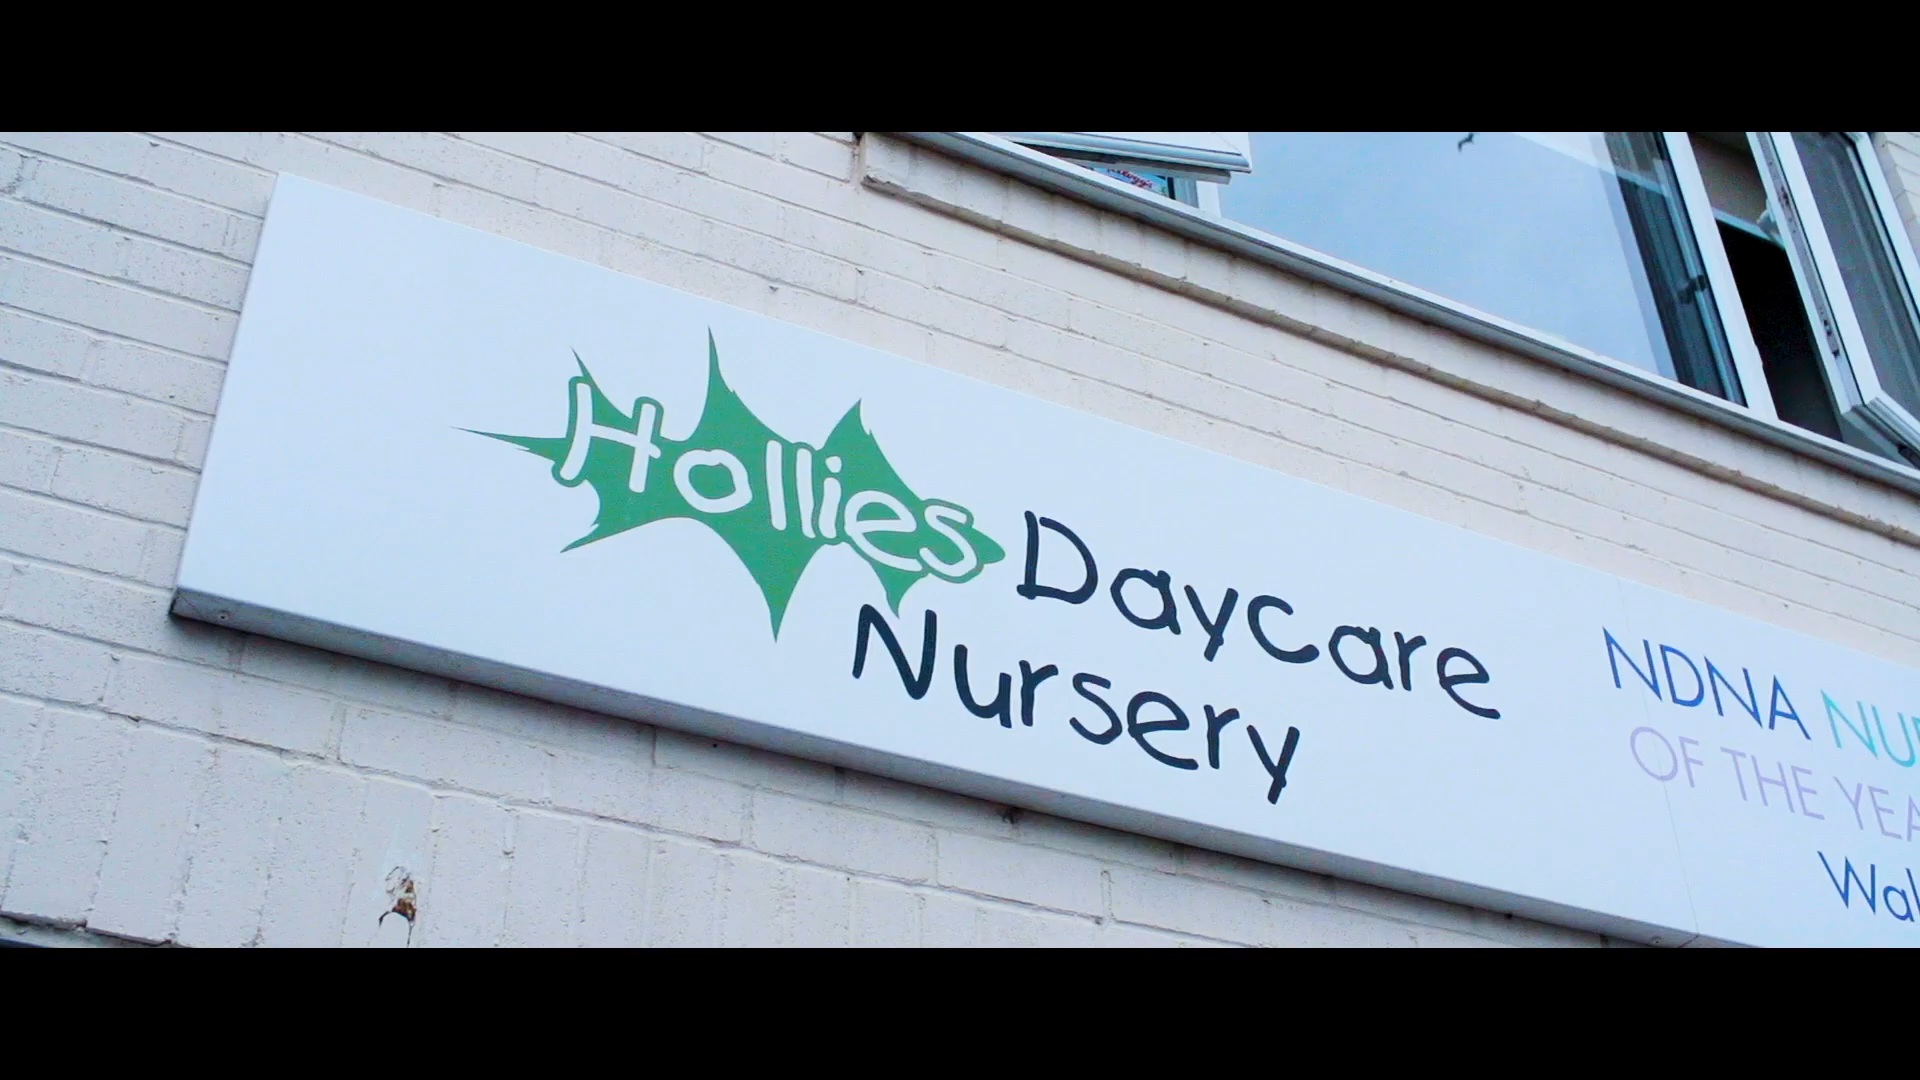 Hollies Daycare
Nursery
NDNA
OF THE